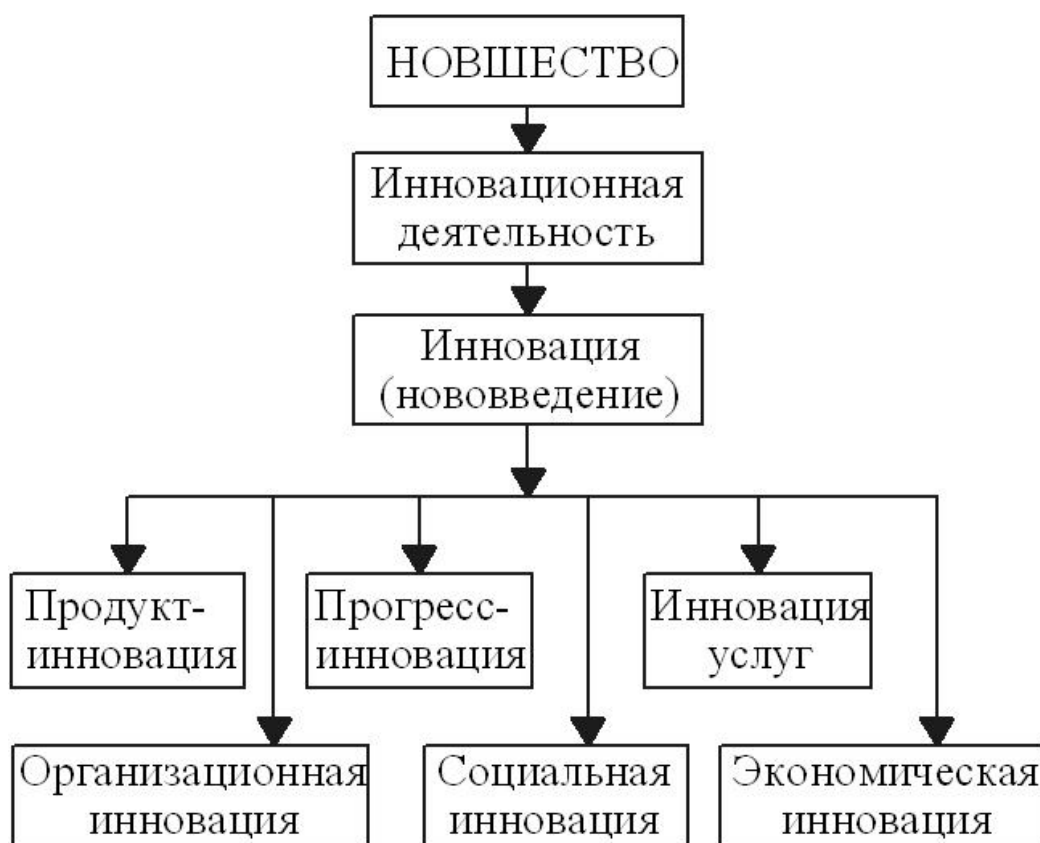 НОВШЕСТВО
Инновационная
деятельность
Инновация
(нововведение)
Продукт-
инновация
Прогресс-
инновация
Инновация
услуг
Организационная
инновация
Социальная
инновация
Экономическая
инновация